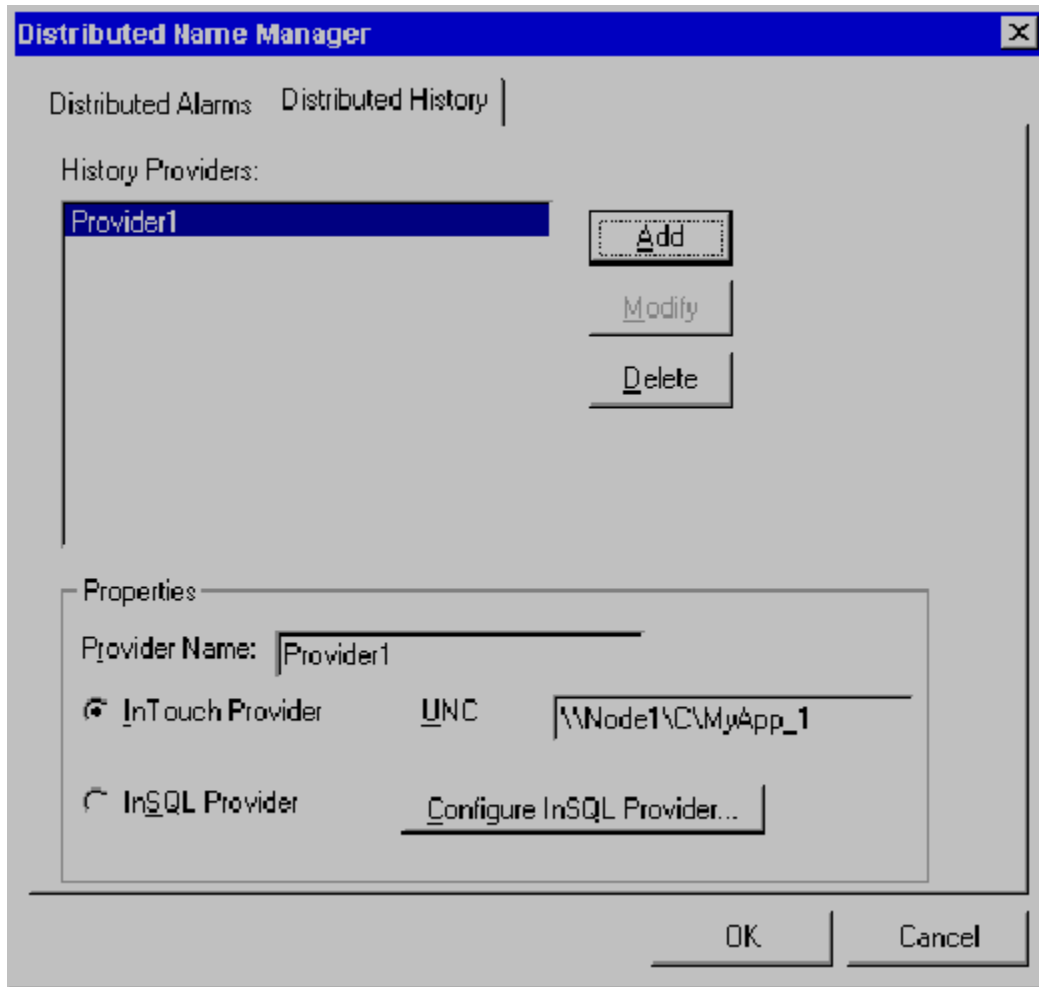 Distributed Name Manager
Distributed Alarms Distributed History
History Providers:
Provider1
Add
Modify
Delete
Properties
Provider Name: Provider1
InTouch Provider UNC \\Node1\C\MyApp_1
InSQL Provider Configure InSQL Provider...
OK Cancel